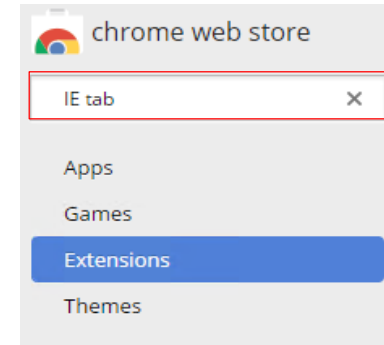 chrome web store
IE tab
Apps
Games
Extensions
Themes